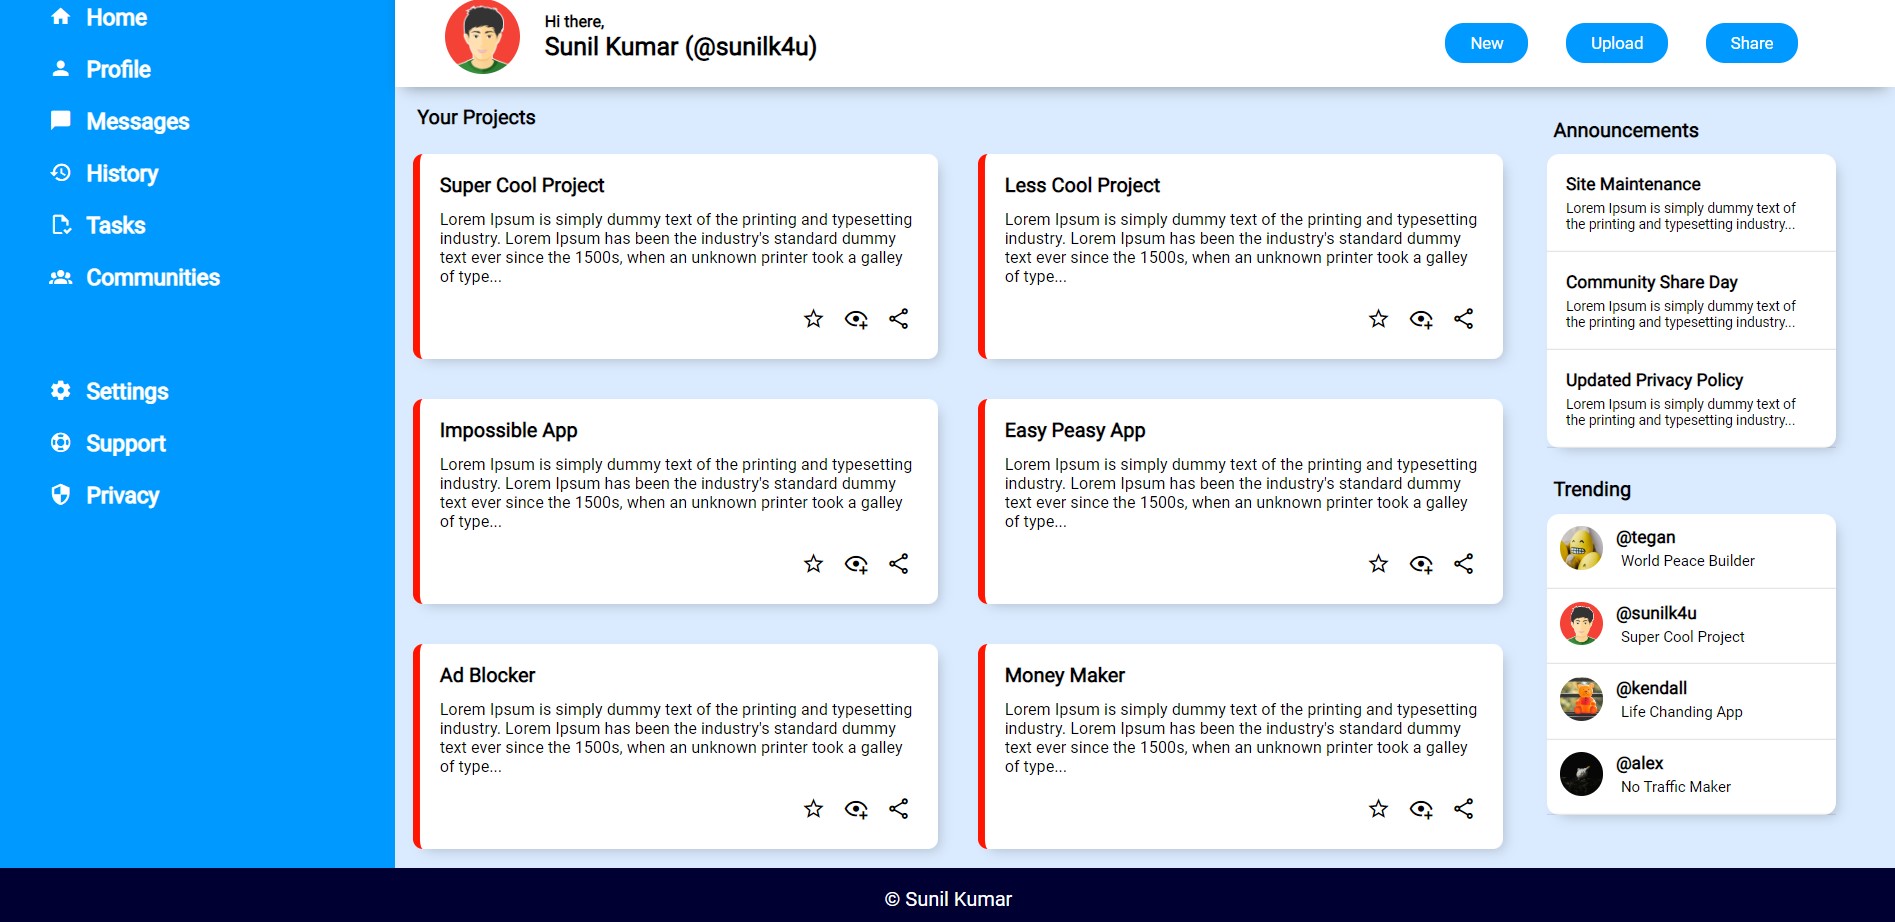 Home
Profile
Messages
History
Tasks
Communities
Settings
Support
Privacy
Hi there,
Sunil Kumar (@sunilk4u)
New
Upload
Share
Your Projects
Super Cool Project
Lorem Ipsum is simply dummy text of the printing and typesetting
industry. Lorem Ipsum has been the industry's standard dummy
text ever since the 1500s, when an unknown printer took a galley
of type...
Less Cool Project
Lorem Ipsum is simply dummy text of the printing and typesetting
industry. Lorem Ipsum has been the industry's standard dummy
text ever since the 1500s, when an unknown printer took a galley
of type...
Impossible App
Lorem Ipsum is simply dummy text of the printing and typesetting
industry. Lorem Ipsum has been the industry's standard dummy
text ever since the 1500s, when an unknown printer took a galley
of type...
Easy Peasy App
Lorem Ipsum is simply dummy text of the printing and typesetting
industry. Lorem Ipsum has been the industry's standard dummy
text ever since the 1500s, when an unknown printer took a galley
of type...
Ad Blocker
Lorem Ipsum is simply dummy text of the printing and typesetting
industry. Lorem Ipsum has been the industry's standard dummy
text ever since the 1500s, when an unknown printer took a galley
of type...
Money Maker
Lorem Ipsum is simply dummy text of the printing and typesetting
industry. Lorem Ipsum has been the industry's standard dummy
text ever since the 1500s, when an unknown printer took a galley
of type...
Announcements
Site Maintenance
Lorem Ipsum is simply dummy text of
the printing and typesetting industry...
Community Share Day
Lorem Ipsum is simply dummy text of
the printing and typesetting industry...
Updated Privacy Policy
Lorem Ipsum is simply dummy text of
the printing and typesetting industry...
Trending
@tegan
World Peace Builder
@sunilk4u
Super Cool Project
@kendall
Life Chanding App
@alex
No Traffic Maker
© Sunil Kumar